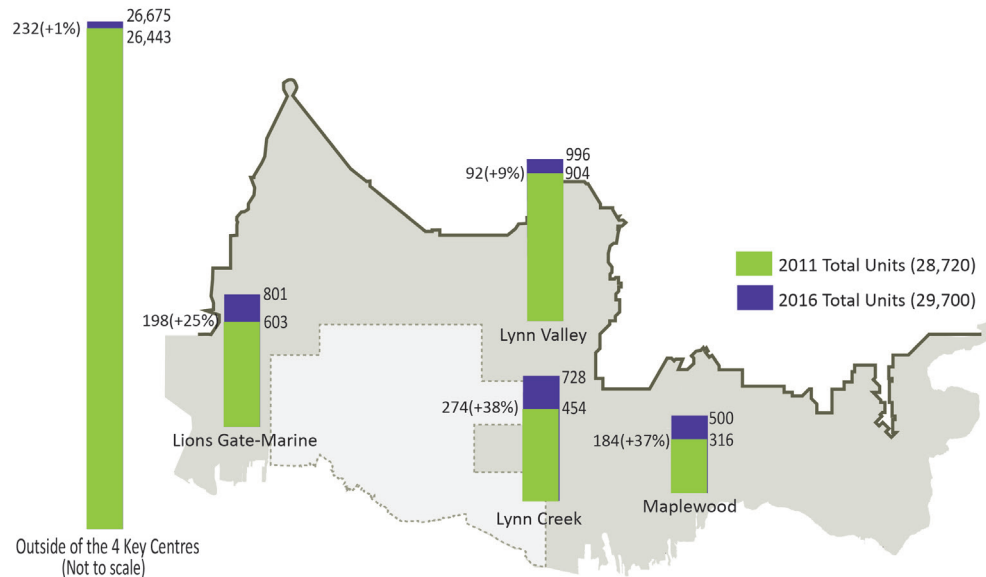 26,675
232(+1%)
26,443
996
92(+9%)
904
2011 Total Units (28,720)
2016 Total Units (29,700)
801
198(+25%)
603
Lynn Valley
728
274(+38%)
454
500
184(+37%)
316
Lions Gate-Marine
Maplewood
Lynn Creek
Outside of the 4 Key Centres
(Not to scale)